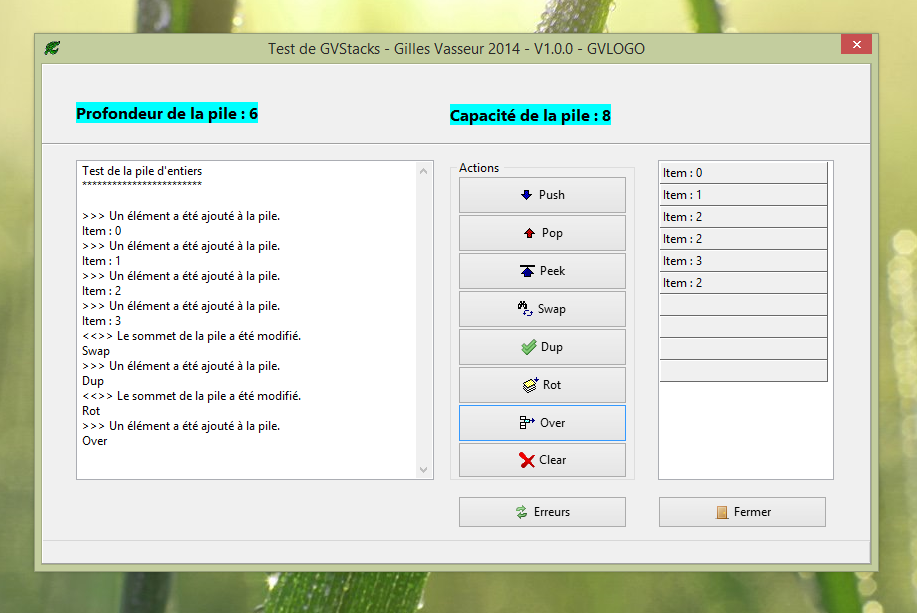 Test de GVStacks - Gilles Vasseur 2014 - V1.0.0 - GVLOGO
Profondeur de la pile : 6
Capacité de la pile : 8
Test de la pile d'entiers
************************
>>> Un élément a été ajouté à la pile.
Item : 0
>>> Un élément a été ajouté à la pile.
Item : 1
>>> Un élément a été ajouté à la pile.
Item : 2
>>> Un élément a été ajouté à la pile.
Item : 3
<<>> Le sommet de la pile a été modifié.
Swap
>>> Un élément a été ajouté à la pile.
Dup
<<>> Le sommet de la pile a été modifié.
Rot
>>> Un élément a été ajouté à la pile.
Over
Actions
Push
Pop
Peek
Swap
Dup
Rot
Over
Clear
Erreurs
Item : 0
Item : 1
Item : 2
Item : 2
Item : 3
Item : 2
Fermer